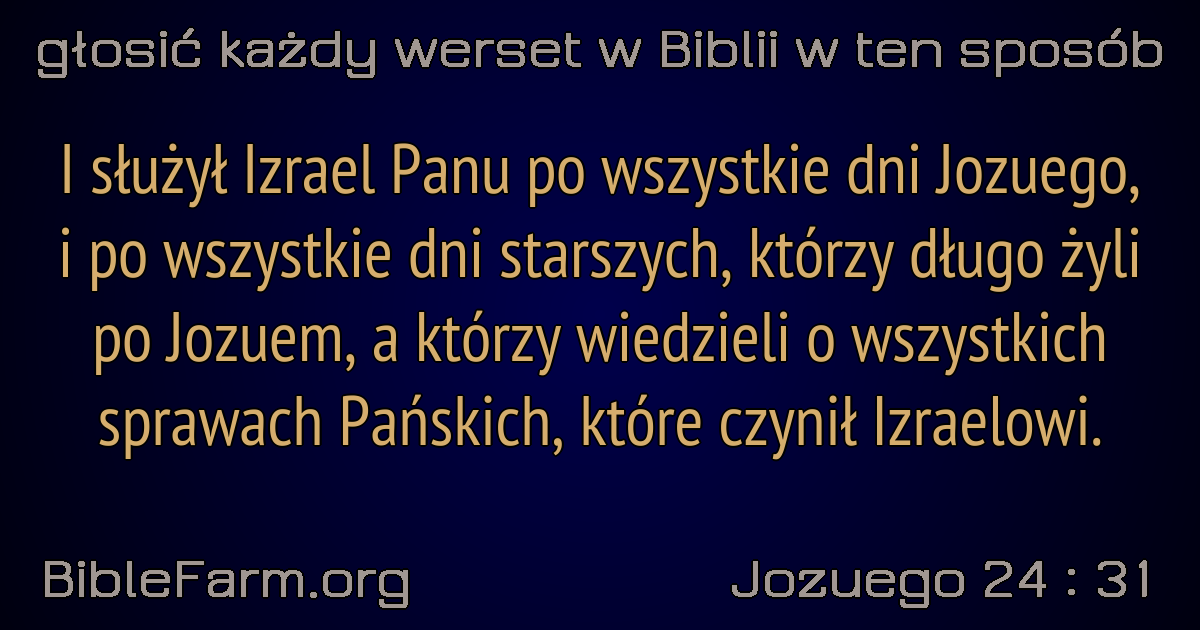 głosić każdy werset w Biblii w ten sposób
I służył Izrael Panu po wszystkie dni Jozuego,
i po wszystkie dni starszych, którzy długo żyli
po Jozuem, a którzy wiedzieli o wszystkich
sprawach Pańskich, które czynił Izraelowi.
BibleFarm.org
Jozuego 24 : 31